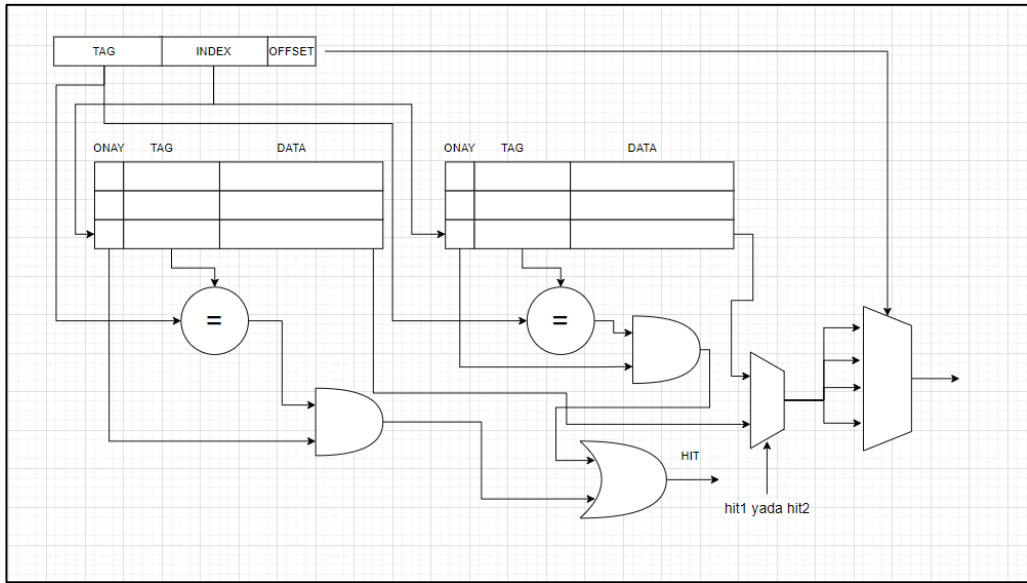 TAG INDEX OFFSET
ONAY TAG DATA
ONAY TAG DATA
=
=
HIT
hit1 yada hit2